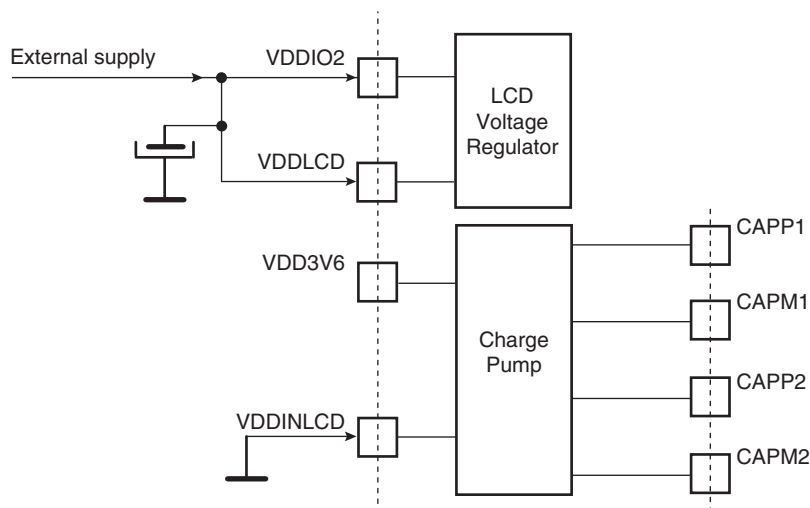 External supply
VDDIO2
LCD
Voltage
Regulator
VDDLCD
CAPP1
VDD3V6
CAPM1
Charge
Pump
CAPP2
VDDINLCD
CAPM2